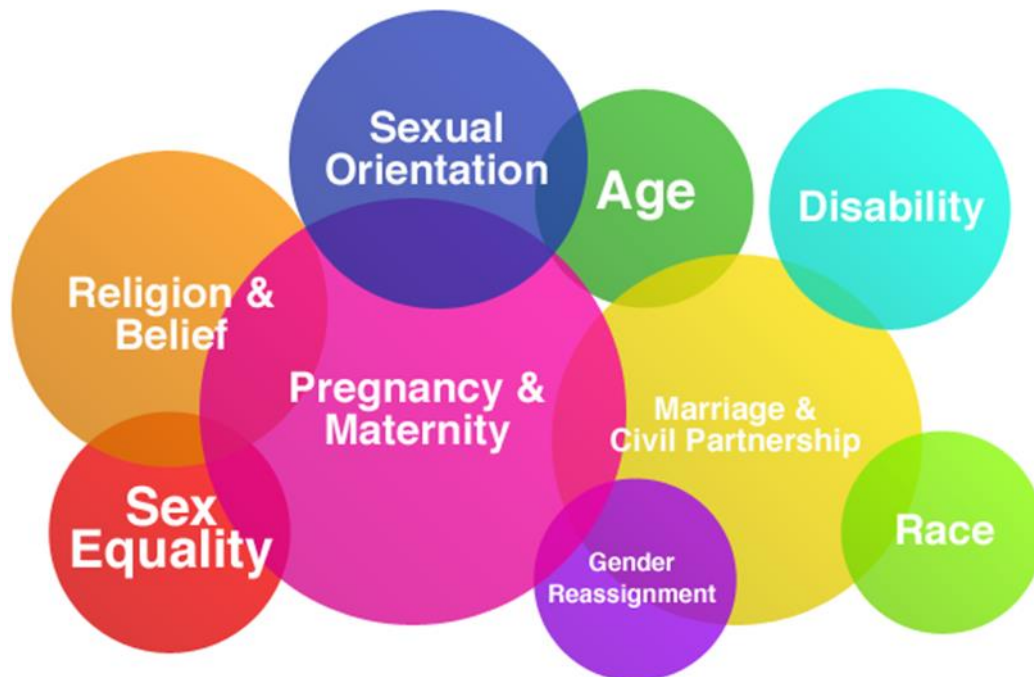 Sexual
Orientation
Age
Disability
Religion &
Belief
Pregnancy &
Maternity
Marriage &
Civil Partnership
Sex
Equality
Gender
Reassignment
Race